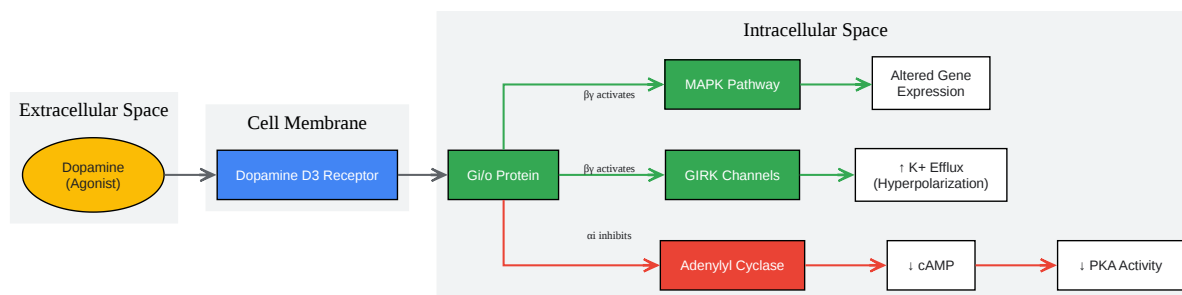 Extracellular Space
Dopamine
(Agonist)
Cell Membrane
Dopamine D3 Receptor
Intracellular Space
Gi/o Protein
βγ activates
MAPK Pathway
Altered Gene
Expression
βγ activates
GIRK Channels
↑ K+ Efflux
(Hyperpolarization)
αi inhibits
Adenylyl Cyclase
↓ cAMP
↓ PKA Activity